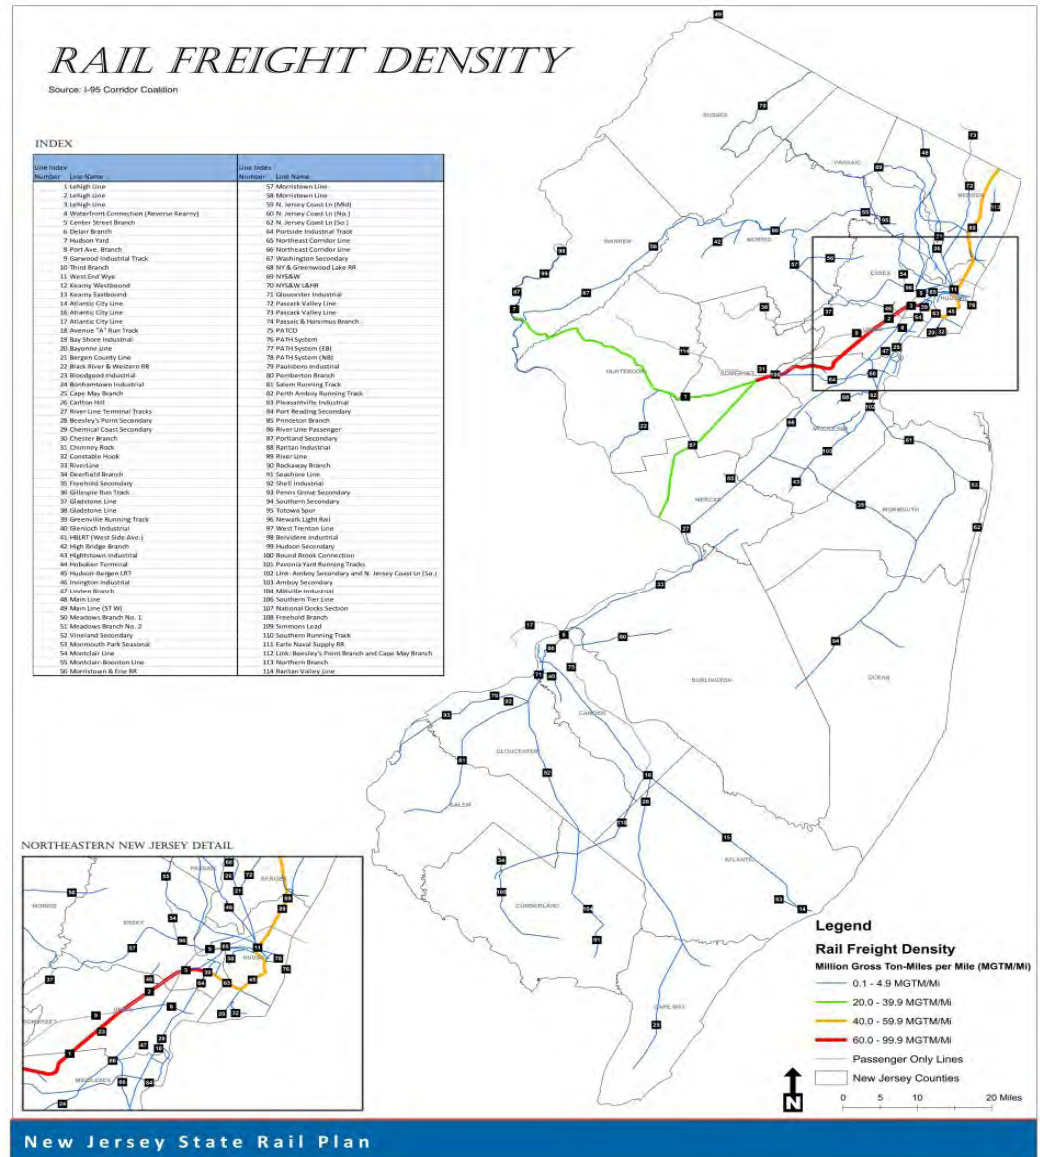 RAIL FREIGHT DENSITY
Source: I-95 Corridor Coalition
INDEX
Line Index
Number Line Name
1 Lehigh Line
2 Lehigh Line
3 Lehigh Line
4 Waterfront Connection (Reverse Kearny)
5 Center Street Branch
6 Delair Branch
7 Hudson Yard
8 Port Ave. Branch
9 Garwood Industrial Track
10 Third Branch
11 West End Wye
12 Kearny Westbound
13 Kearny Eastbound
14 Atlantic City Line
16 Atlantic City Line
17 Atlantic City Line
18 Avenue "A" Run Track
19 Bay Shore Industrial
20 Bayonne Line
21 Bergen County Line
22 Black River & Western RR
23 Bloodgood Industrial
24 Bonhamtown Industrial
25 Cape May Branch
26 Carlton Hill
27 River Line Terminal Tracks
28 Beesley's Point Secondary
29 Chemical Coast Secondary
30 Chester Branch
31 Chimney Rock
32 Constable Hook
33 RiverLine
34 Deerfield Branch
35 Freehold Secondary
36 Gillespie Run Track
37 Gladstone Line
38 Gladstone Line
39 Greenville Running Track
40 Glenloch Industrial
41 HBLRT (West Side Ave.)
42 High Bridge Branch
43 Hightstown Industrial
44 Hoboken Terminal
45 Hudson-Bergen LRT
46 Irvington Industrial
47 Linden Branch
48 Main Line
49 Main Line (ST W)
50 Meadows Branch No. 1
51 Meadows Branch No. 2
52 Vineland Secondary
53 Monmouth Park Seasonal
54 Montclair Line
55 Montclair-Boonton Line
56 Morristown & Erie RR
Line Index
Number Line Name
57 Morristown Line
58 Morristown Line
59 N. Jersey Coast Ln (Mid)
60 N. Jersey Coast Ln (No.)
62 N. Jersey Coast Ln (So.)
64 Portside Industrial Track
65 Northeast Corridor Line
66 Northeast Corridor Line
67 Washington Secondary
68 NY & Greenwood Lake RR
69 NYS&W
70 NYS&W L&HR
71 Gloucester Industrial
72 Pascack Valley Line
73 Pascack Valley Line
74 Passaic & Harsimus Branch
75 PATCO
76 PATH System
77 PATH System (EB)
78 PATH System (NB)
79 Paulsboro Industrial
80 Pemberton Branch
81 Salem Running Track
82 Perth Amboy Running Track
83 Pleasantville Industrial
84 Port Reading Secondary
85 Princeton Branch
86 River Line Passenger
87 Portland Secondary
88 Raritan Industrial
89 River Line
90 Rockaway Branch
91 Seashore Line
92 Shell Industrial
93 Penns Grove Secondary
94 Southern Secondary
95 Totowa Spur
96 Newark Light Rail
97 West Trenton Line
98 Belvidere Industrial
99 Hudson Secondary
100 Bound Brook Connection
101 Pavonia Yard Running Tracks
102 Link- Amboy Secondary and N. Jersey Coast Ln (So.)
103 Amboy Secondary
104 Millville Industrial
106 Southern Tier Line
107 National Docks Section
108 Freehold Branch
109 Simmons Lead
110 Southern Running Track
111 Earle Naval Supply RR
112 Link- Beesley's Point Branch and Cape May Branch
113 Northern Branch
114 Raritan Valley Line
SUSSEX
PASSAIC
BERGEN
WARREN
MORRIS
ESSEX
HUDSON
HUNTERDON
SOMERSET
MIDDLESEX
MERCER
MONMOUTH
BURLINGTON
OCEAN
CAMDEN
GLOUCESTER
SALEM
ATLANTIC
CUMBERLAND
CAPE MAY
NORTHEASTERN NEW JERSEY DETAIL
PASSAIC
BERGEN
MORRIS
ESSEX
HUDSON
UNION
SOMERSET
MIDDLESEX
Legend
Rail Freight Density
Million Gross Ton-Miles per Mile (MGTM/Mi)
0.1 - 4.9 MGTM/Mi
20.0 - 39.9 MGTM/Mi
40.0 - 59.9 MGTM/Mi
60.0 - 99.9 MGTM/Mi
Passenger Only Lines
New Jersey Counties
N
0 5 10 20 Miles
New Jersey State Rail Plan